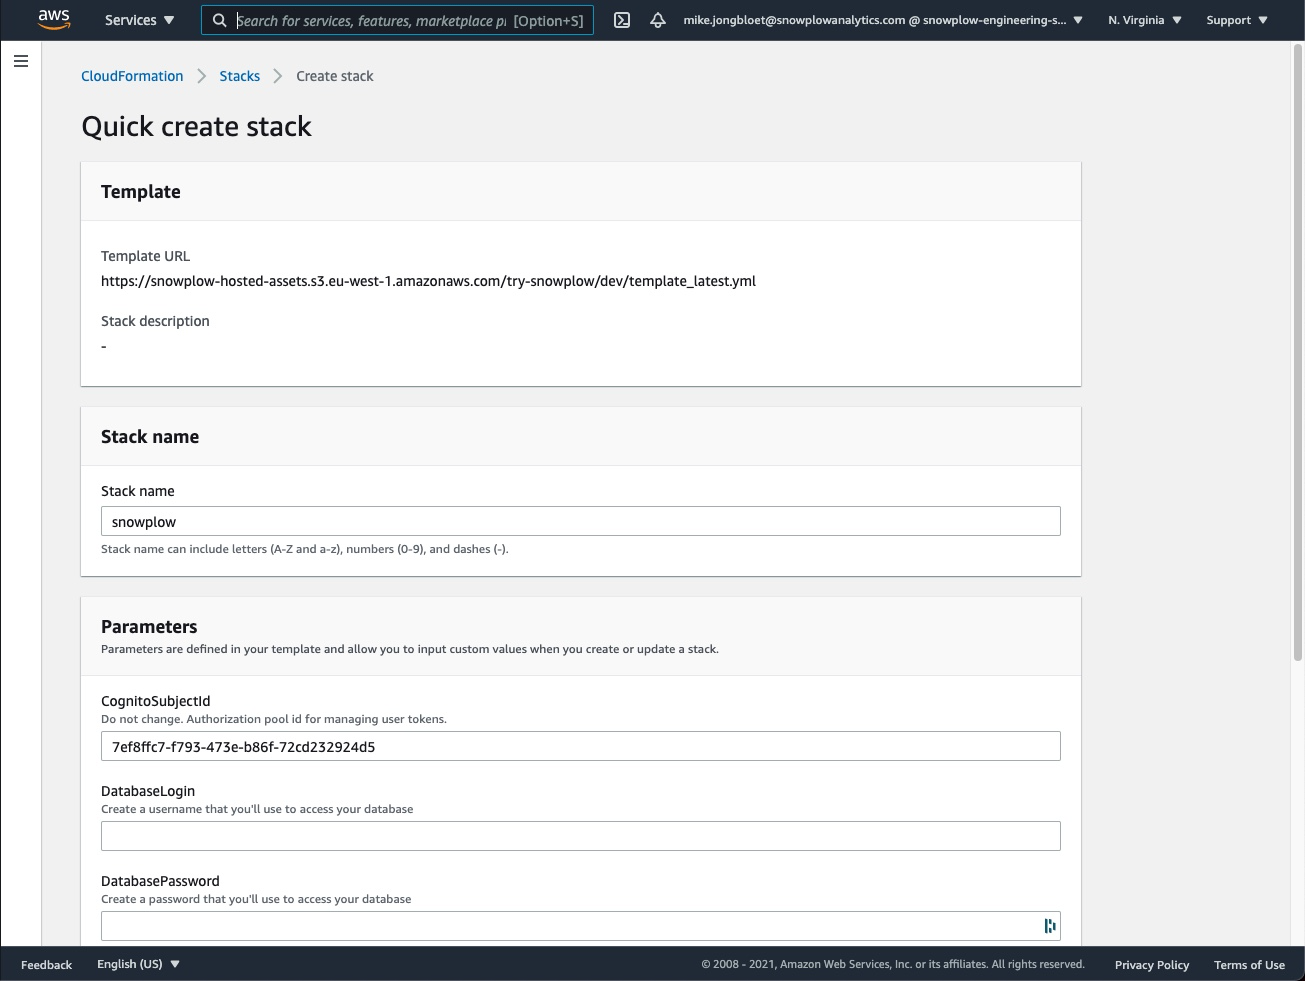 aws Services Search for services, features, marketplace p [Option+S] mike.jongbloet@snowplowanalytics.com @ snowplow-engineering-s... N. Virginia Support
CloudFormation Stacks Create stack
Quick create stack
Template
Template URL
https://snowplow-hosted-assets.s3.eu-west-1.amazonaws.com/try-snowplow/dev/template_latest.yml
Stack description
-
Stack name
Stack name
snowplow
Stack name can include letters (A-Z and a-z), numbers (0-9), and dashes (-).
Parameters
Parameters are defined in your template and allow you to input custom values when you create or update a stack.
CognitoSubjectId
Do not change. Authorization pool id for managing user tokens.
7ef8ffc7-f793-473e-b86f-72cd232924d5
DatabaseLogin
Create a username that you'll use to access your database
DatabasePassword
Create a password that you'll use to access your database
Feedback English (US) © 2008 - 2021, Amazon Web Services, Inc. or its affiliates. All rights reserved. Privacy Policy Terms of Use